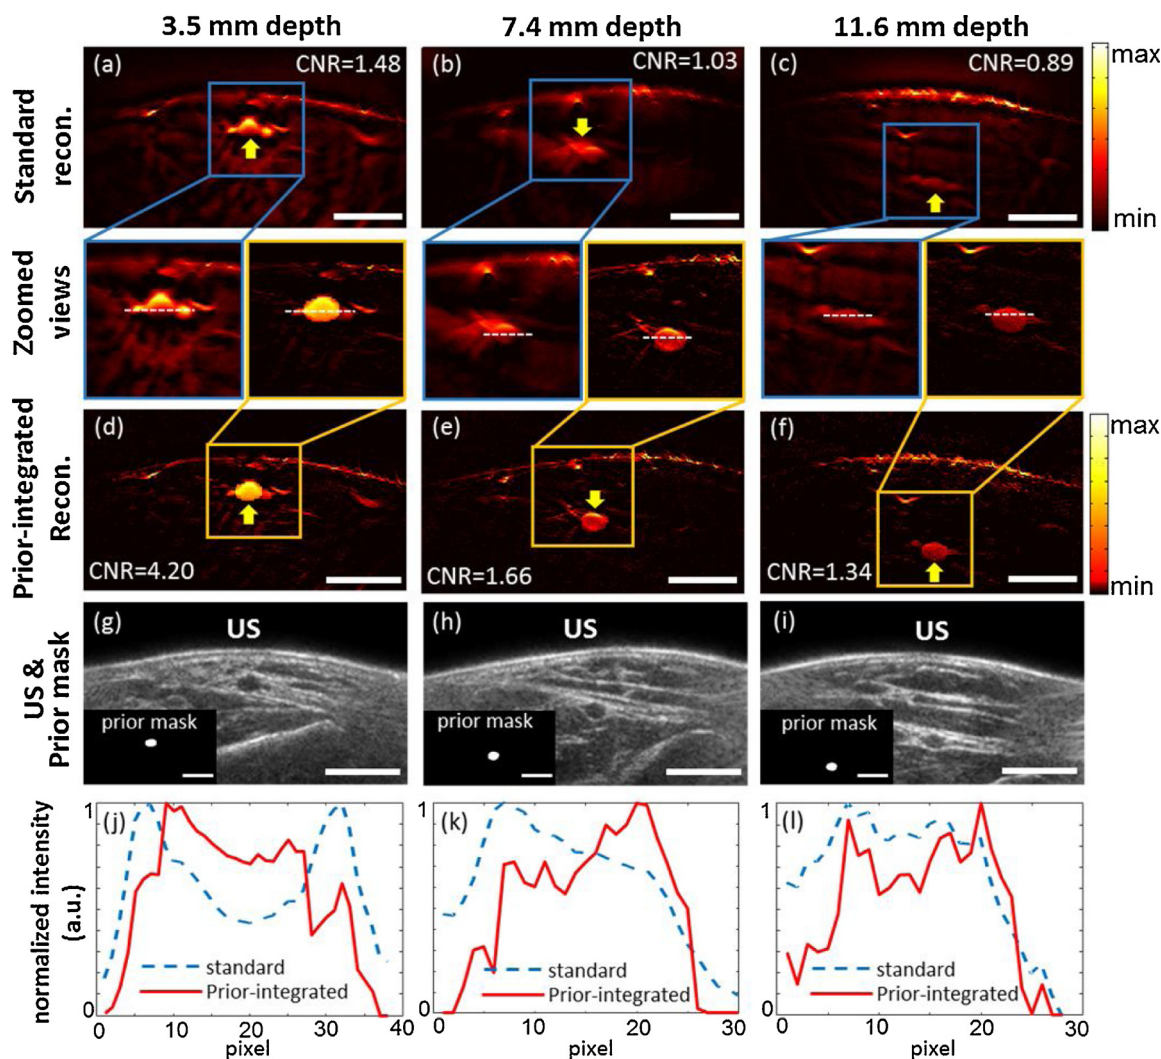 3.5 mm depth
7.4 mm depth
11.6 mm depth
Standard
recon.
(a)
CNR=1.48
(b)
CNR=1.03
(c)
CNR=0.89
max
min
Zoomed
views
Prior-integrated
Recon.
(d)
CNR=4.20
(e)
CNR=1.66
(f)
CNR=1.34
max
min
US &
Prior mask
(g)
US
prior mask
(h)
US
prior mask
(i)
US
prior mask
normalized intensity
(a.u.)
1
0
(j)
standard
Prior-integrated
0
10
20
30
40
pixel
1
0
(k)
standard
Prior-integrated
0
10
20
30
pixel
1
0
(l)
standard
Prior-integrated
0
10
20
30
pixel